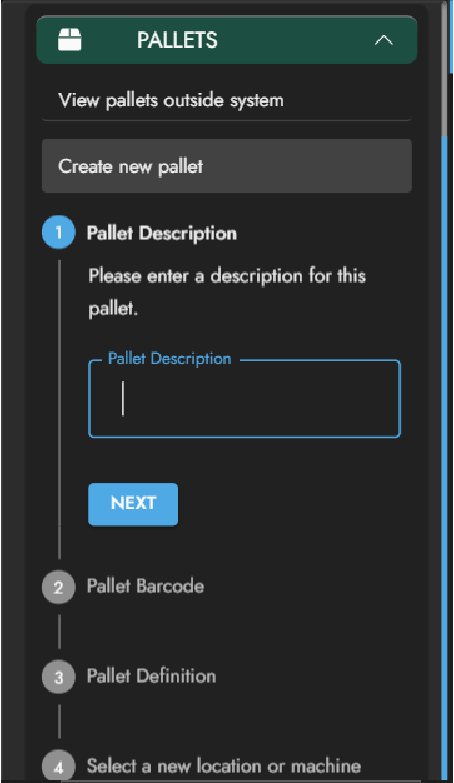 PALLETS
View pallets outside system
Create new pallet
1 Pallet Description
Please enter a description for this
pallet.
Pallet Description
NEXT
2 Pallet Barcode
3 Pallet Definition
4 Select a new location or machine